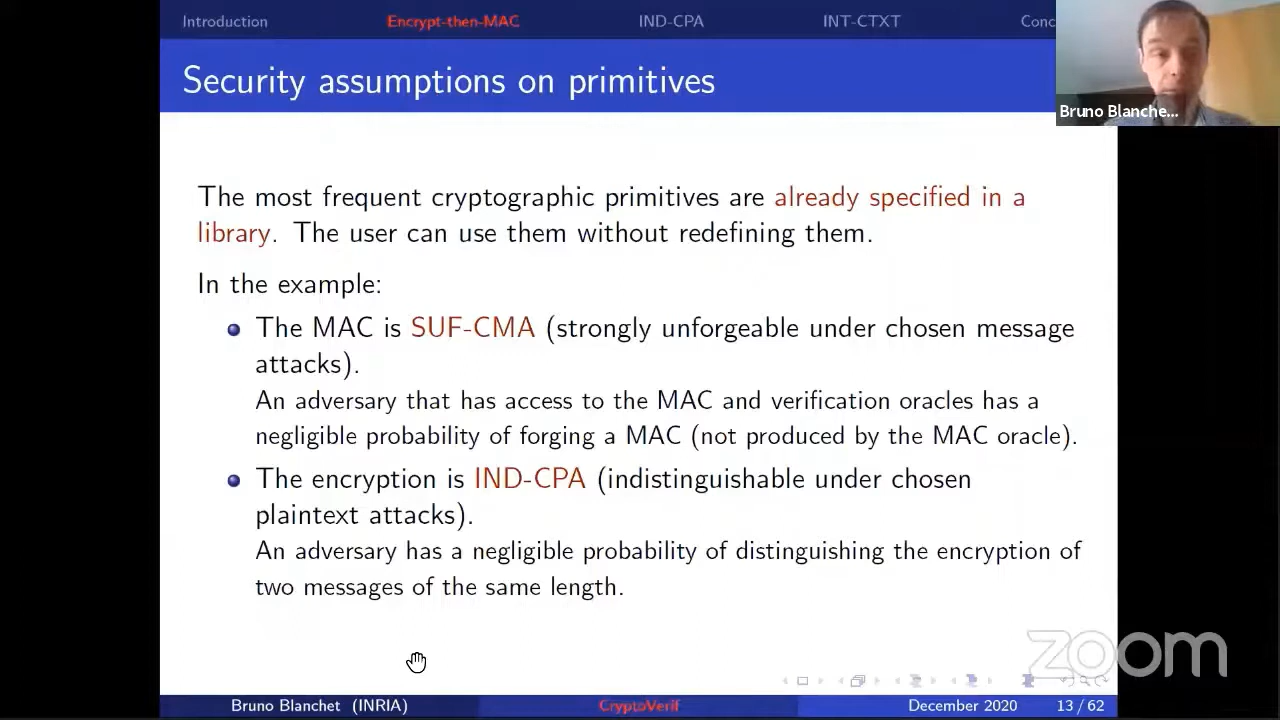 Introduction Encrypt-then-MAC IND-CPA INT-CTXT Conc
Security assumptions on primitives
Bruno Blanche...
The most frequent cryptographic primitives are already specified in a
library. The user can use them without redefining them.
In the example:
The MAC is SUF-CMA (strongly unforgeable under chosen message
attacks).
An adversary that has access to the MAC and verification oracles has a
negligible probability of forging a MAC (not produced by the MAC oracle).
The encryption is IND-CPA (indistinguishable under chosen
plaintext attacks).
An adversary has a negligible probability of distinguishing the encryption of
two messages of the same length.
zoom
Bruno Blanchet (INRIA) CryptoVerif December 2020 13 / 62